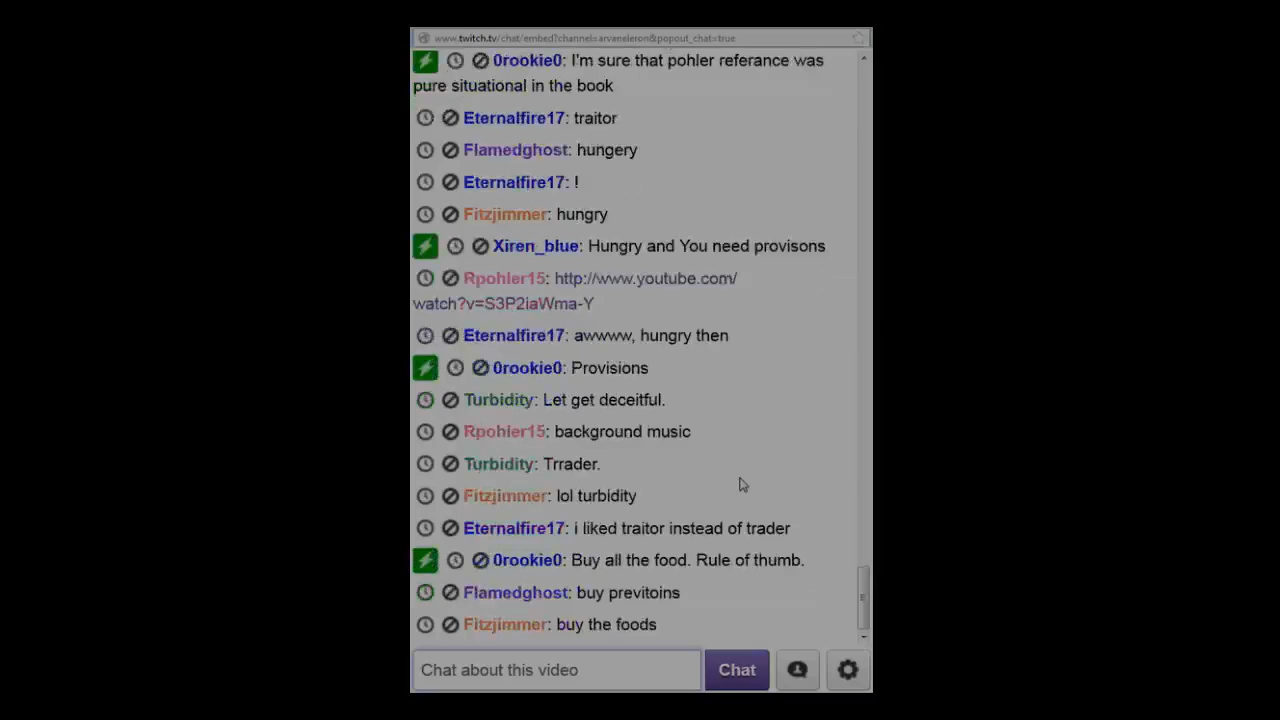 www.twitch.tv/chat/embed?channel=arvaneleron&popout_chat=true
0rookie0: I'm sure that pohler referance was
pure situational in the book
Eternalfire17: traitor
Flamedghost: hungery
Eternalfire17: !
Fitzjimmer: hungry
Xiren_blue: Hungry and You need provisons
Rpohler15: http://www.youtube.com/
watch?v=S3P2iaWma-Y
Eternalfire17: awwww, hungry then
0rookie0: Provisions
Turbidity: Let get deceitful.
Rpohler15: background music
Turbidity: Trrader.
Fitzjimmer: lol turbidity
Eternalfire17: i liked traitor instead of trader
0rookie0: Buy all the food. Rule of thumb.
Flamedghost: buy previtoins
Fitzjimmer: buy the foods
Chat about this video
Chat